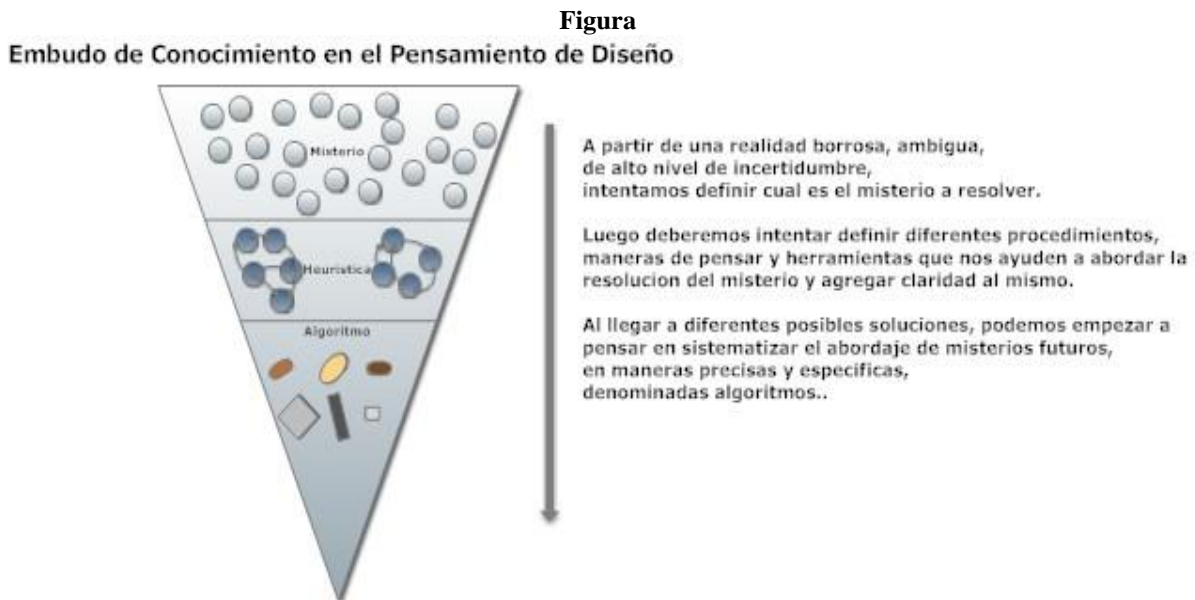 Figura
Embudo de Conocimiento en el Pensamiento de Diseño
Misterio
A partir de una realidad borrosa, ambigua,
de alto nivel de incertidumbre,
intentamos definir cual es el misterio a resolver.
Heuristica
Luego deberemos intentar definir diferentes procedimientos,
maneras de pensar y herramientas que nos ayuden a abordar la
resolucion del misterio y agregar claridad al mismo.
Algoritmo
Al llegar a diferentes posibles soluciones, podemos empezar a
pensar en sistematizar el abordaje de misterios futuros,
en maneras precisas y especificas,
denominadas algoritmos..